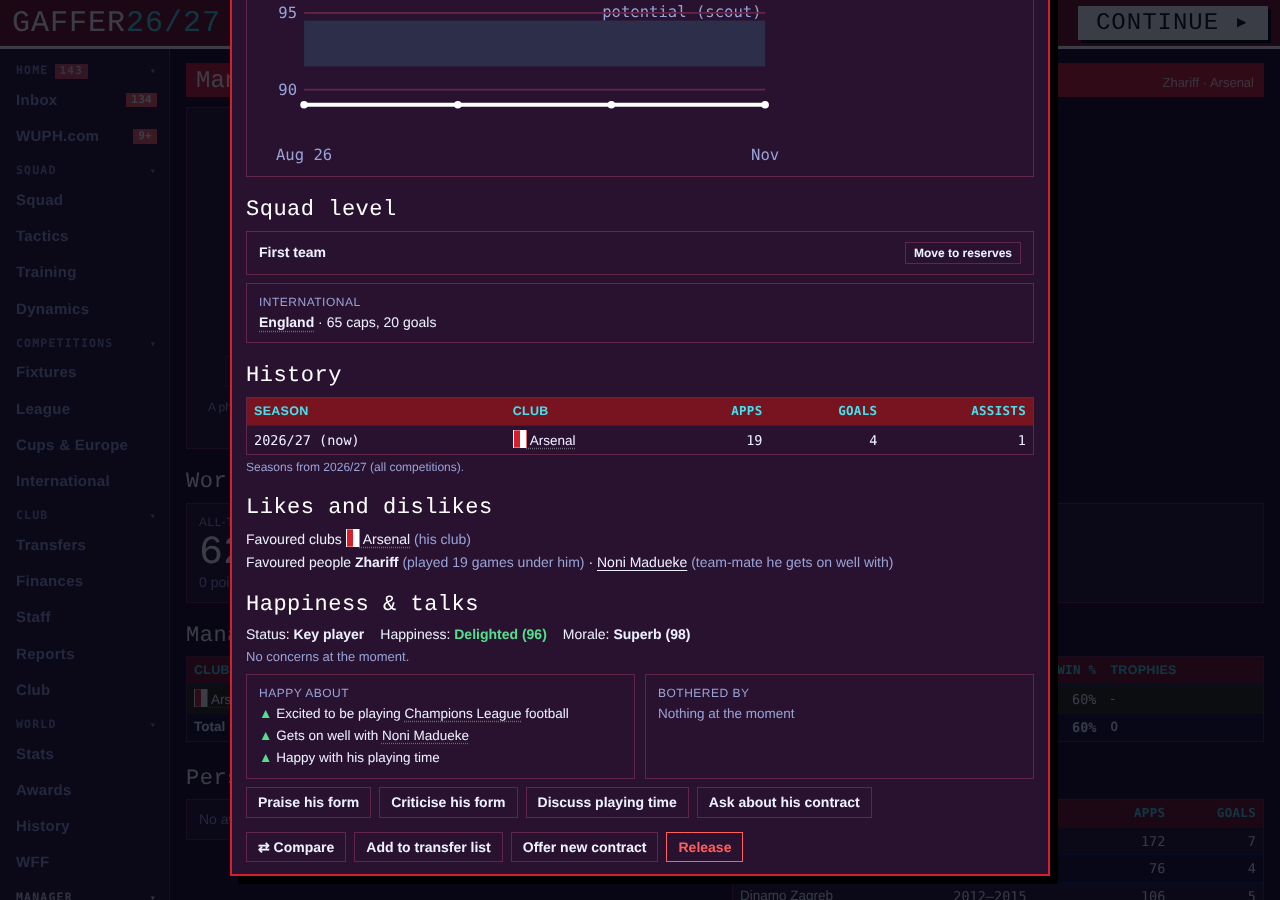 GAFFER26/27
CONTINUE ►
HOME 143 ▾
Inbox 134
WUPH.com 9+
SQUAD ▾
Squad
Tactics
Training
Dynamics
COMPETITIONS ▾
Fixtures
League
Cups & Europe
International
CLUB ▾
Transfers
Finances
Staff
Reports
Club
WORLD ▾
Stats
Awards
History
WFF
MANAGER ▾
Zhariff · Arsenal
95
potential (scout)
90
Aug 26
Nov
Squad level
First team
Move to reserves
INTERNATIONAL
England · 65 caps, 20 goals
History
SEASON CLUB APPS GOALS ASSISTS
2026/27 (now) Arsenal 19 4 1
Seasons from 2026/27 (all competitions).
Likes and dislikes
Favoured clubs Arsenal (his club)
Favoured people Zhariff (played 19 games under him) · Noni Madueke (team-mate he gets on well with)
Happiness & talks
Status: Key player Happiness: Delighted (96) Morale: Superb (98)
No concerns at the moment.
HAPPY ABOUT
▲ Excited to be playing Champions League football
▲ Gets on well with Noni Madueke
▲ Happy with his playing time
BOTHERED BY
Nothing at the moment
Praise his form
Criticise his form
Discuss playing time
Ask about his contract
⇄ Compare
Add to transfer list
Offer new contract
Release
CLUB
WIN % TROPHIES
60% -
Total
60% 0
APPS GOALS
172 7
76 4
Dinamo Zagreb 2012–2015 106 5